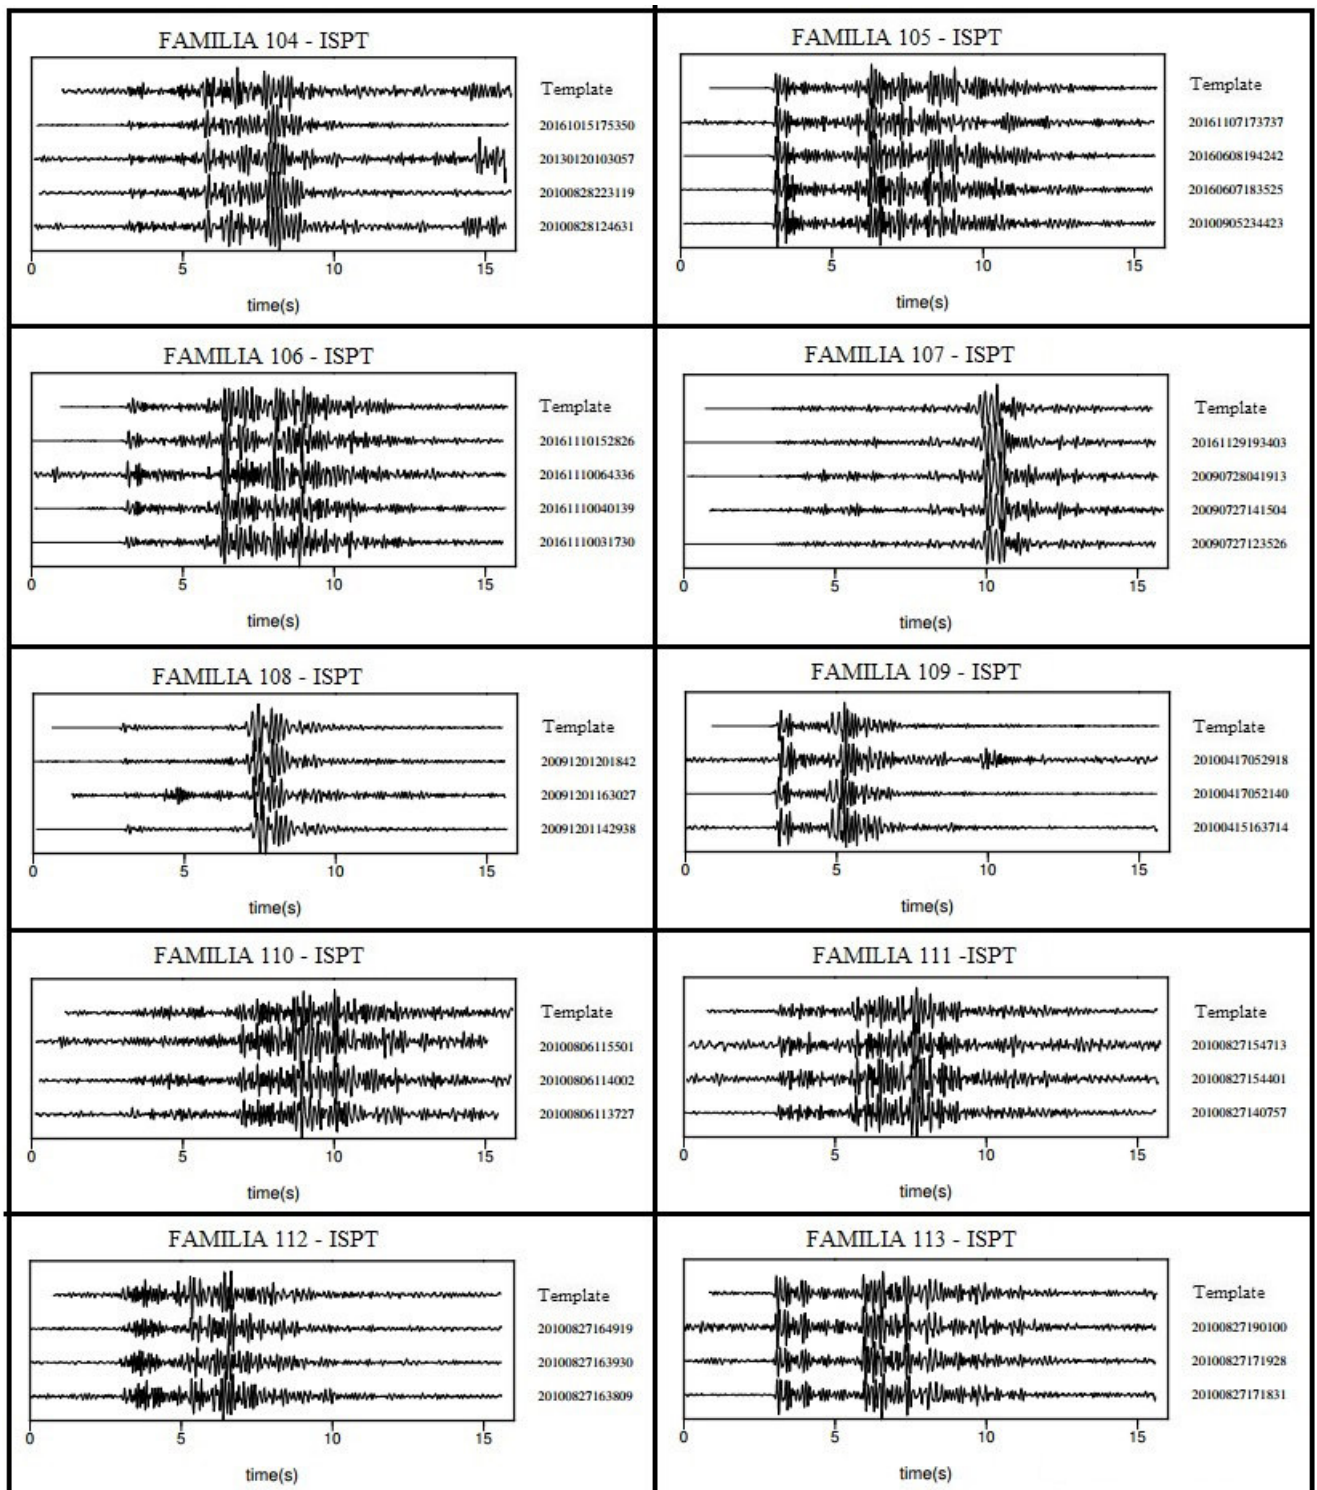 FAMILIA 104 - ISPT
Template
20161015175350
20130120103057
20100828223119
20100828124631
0 5 10 15
time(s)
FAMILIA 105 - ISPT
Template
20161107173737
20160608194242
20160607183525
20100905234423
0 5 10 15
time(s)
FAMILIA 106 - ISPT
Template
20161110152826
20161110064336
20161110040139
20161110031730
0 5 10 15
time(s)
FAMILIA 107 - ISPT
Template
20161129193403
20090728041913
20090727141504
20090727123526
0 5 10 15
time(s)
FAMILIA 108 - ISPT
Template
20091201201842
20091201163027
20091201142938
0 5 10 15
time(s)
FAMILIA 109 - ISPT
Template
20100417052918
20100417052140
20100415163714
0 5 10 15
time(s)
FAMILIA 110 - ISPT
Template
20100806115501
20100806114002
20100806113727
0 5 10 15
time(s)
FAMILIA 111 -ISPT
Template
20100827154713
20100827154401
20100827140757
0 5 10 15
time(s)
FAMILIA 112 - ISPT
Template
20100827164919
20100827163930
20100827163809
0 5 10 15
time(s)
FAMILIA 113 - ISPT
Template
20100827190100
20100827171928
20100827171831
0 5 10 15
time(s)